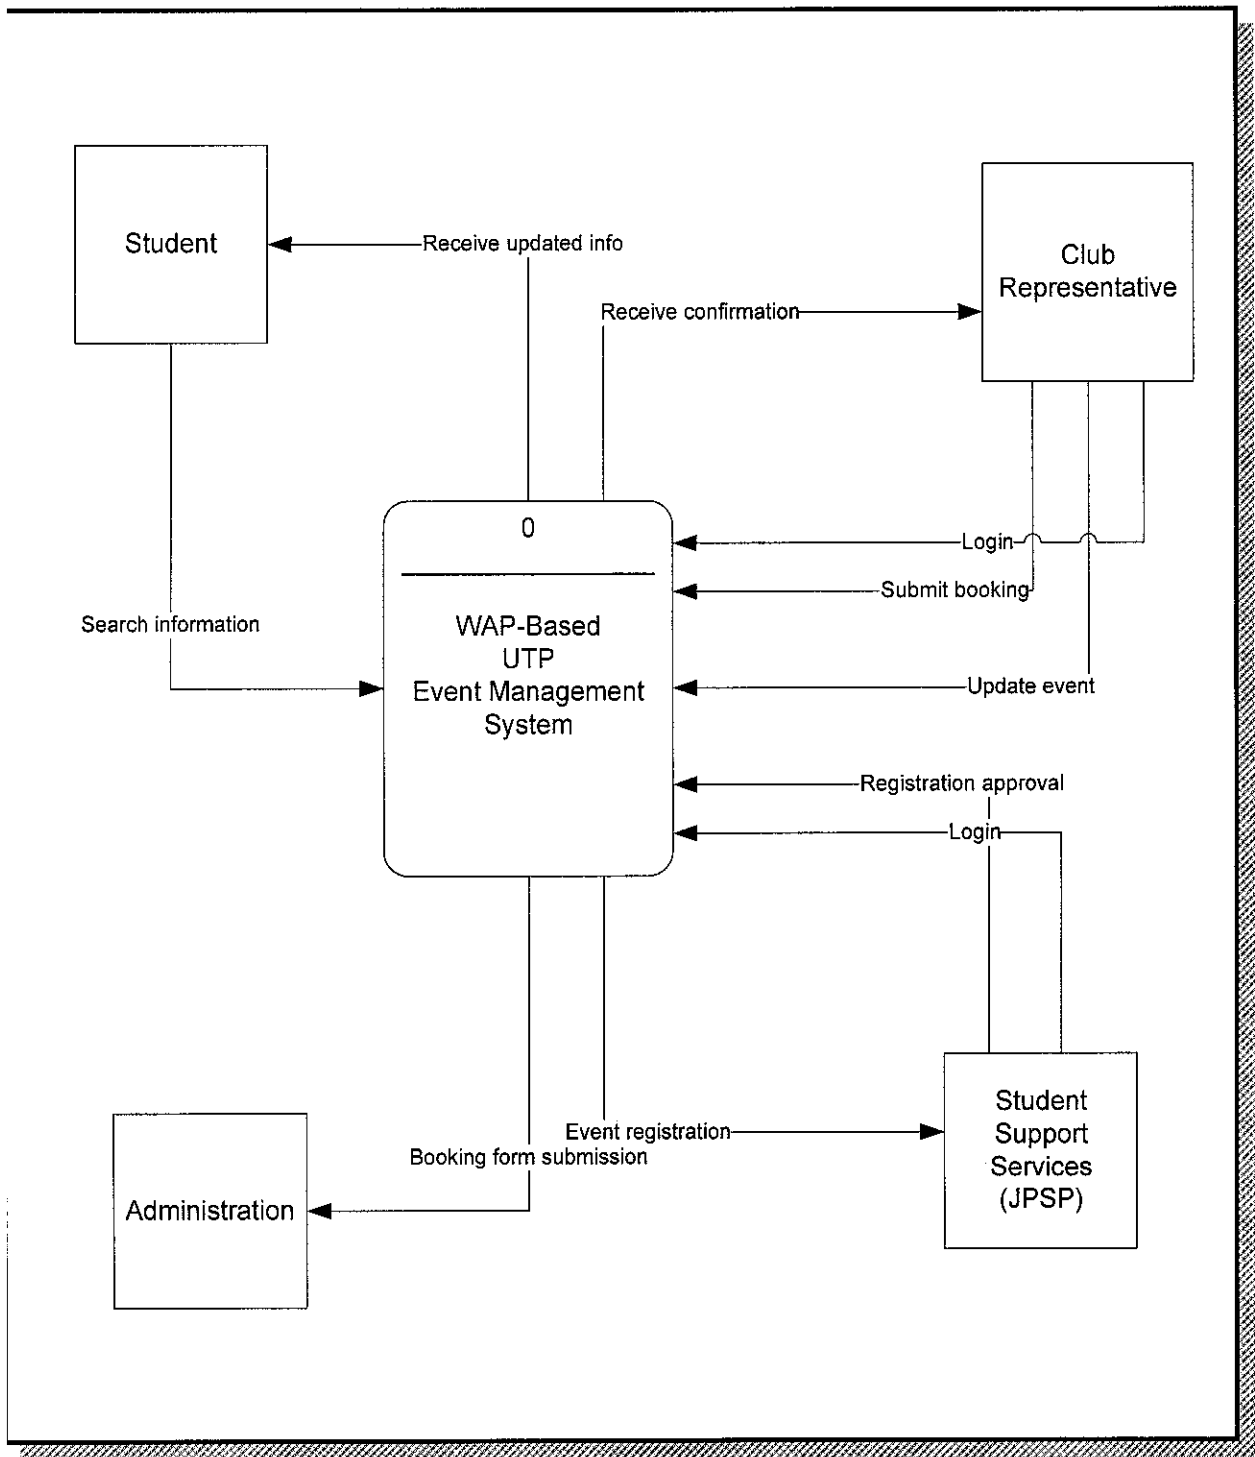 Student
Receive updated info
Club
Representative
Receive confirmation
0
Login
Submit booking
Search information
WAP-Based
UTP
Event Management
System
Update event
Registration approval
Login
Student
Support
Services
(JPSP)
Event registration
Booking form submission
Administration